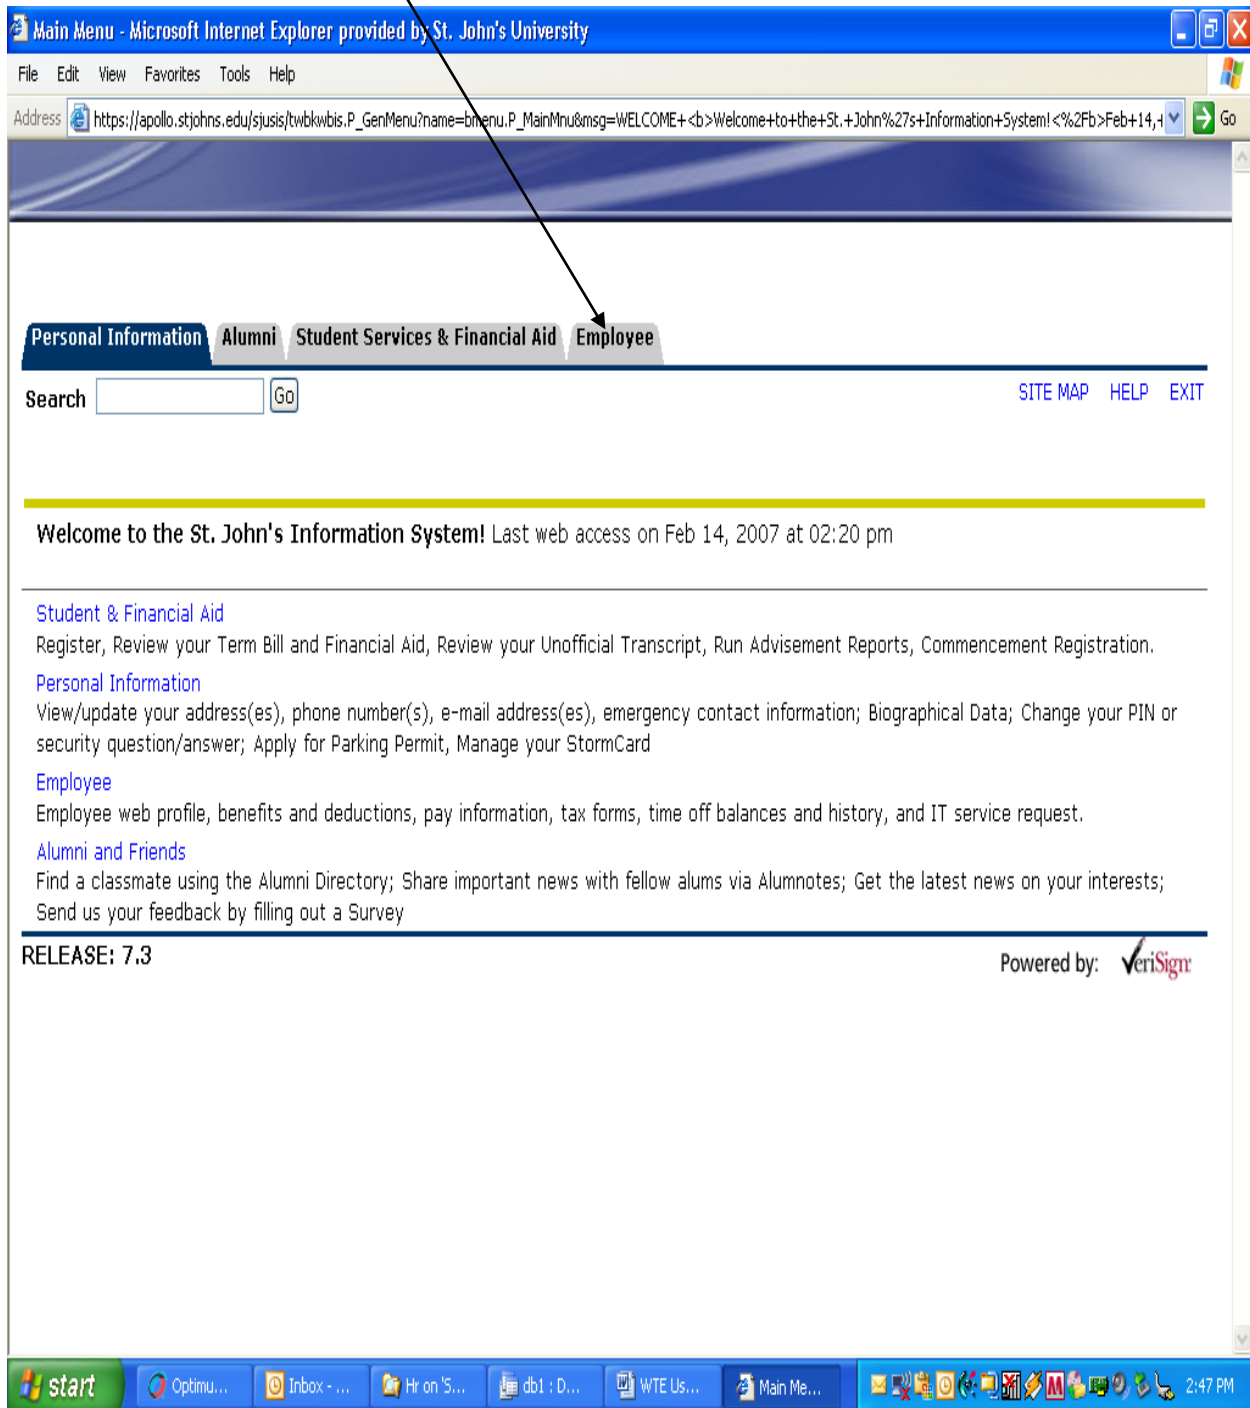 Main Menu - Microsoft Internet Explorer provided by St. John's University
File Edit View Favorites Tools Help
Address https://apollo.stjohns.edu/sjusis/twbkwbis.P_GenMenu?name=bmenu.P_MainMnu&msg=WELCOME+<b>Welcome+to+the+St.+John%27s+Information+System!<%2Fb>Feb+14,+ Go
Personal Information Alumni Student Services & Financial Aid Employee
Search Go SITE MAP HELP EXIT
Welcome to the St. John's Information System! Last web access on Feb 14, 2007 at 02:20 pm
Student & Financial Aid
Register, Review your Term Bill and Financial Aid, Review your Unofficial Transcript, Run Advisement Reports, Commencement Registration.
Personal Information
View/update your address(es), phone number(s), e-mail address(es), emergency contact information; Biographical Data; Change your PIN or
security question/answer; Apply for Parking Permit, Manage your StormCard
Employee
Employee web profile, benefits and deductions, pay information, tax forms, time off balances and history, and IT service request.
Alumni and Friends
Find a classmate using the Alumni Directory; Share important news with fellow alums via Alumnotes; Get the latest news on your interests;
Send us your feedback by filling out a Survey
RELEASE: 7.3
Powered by: VeriSign
start Optimu... Inbox - ... Hr on 'S... db1 : D... WTE Us... Main Me... 2:47 PM